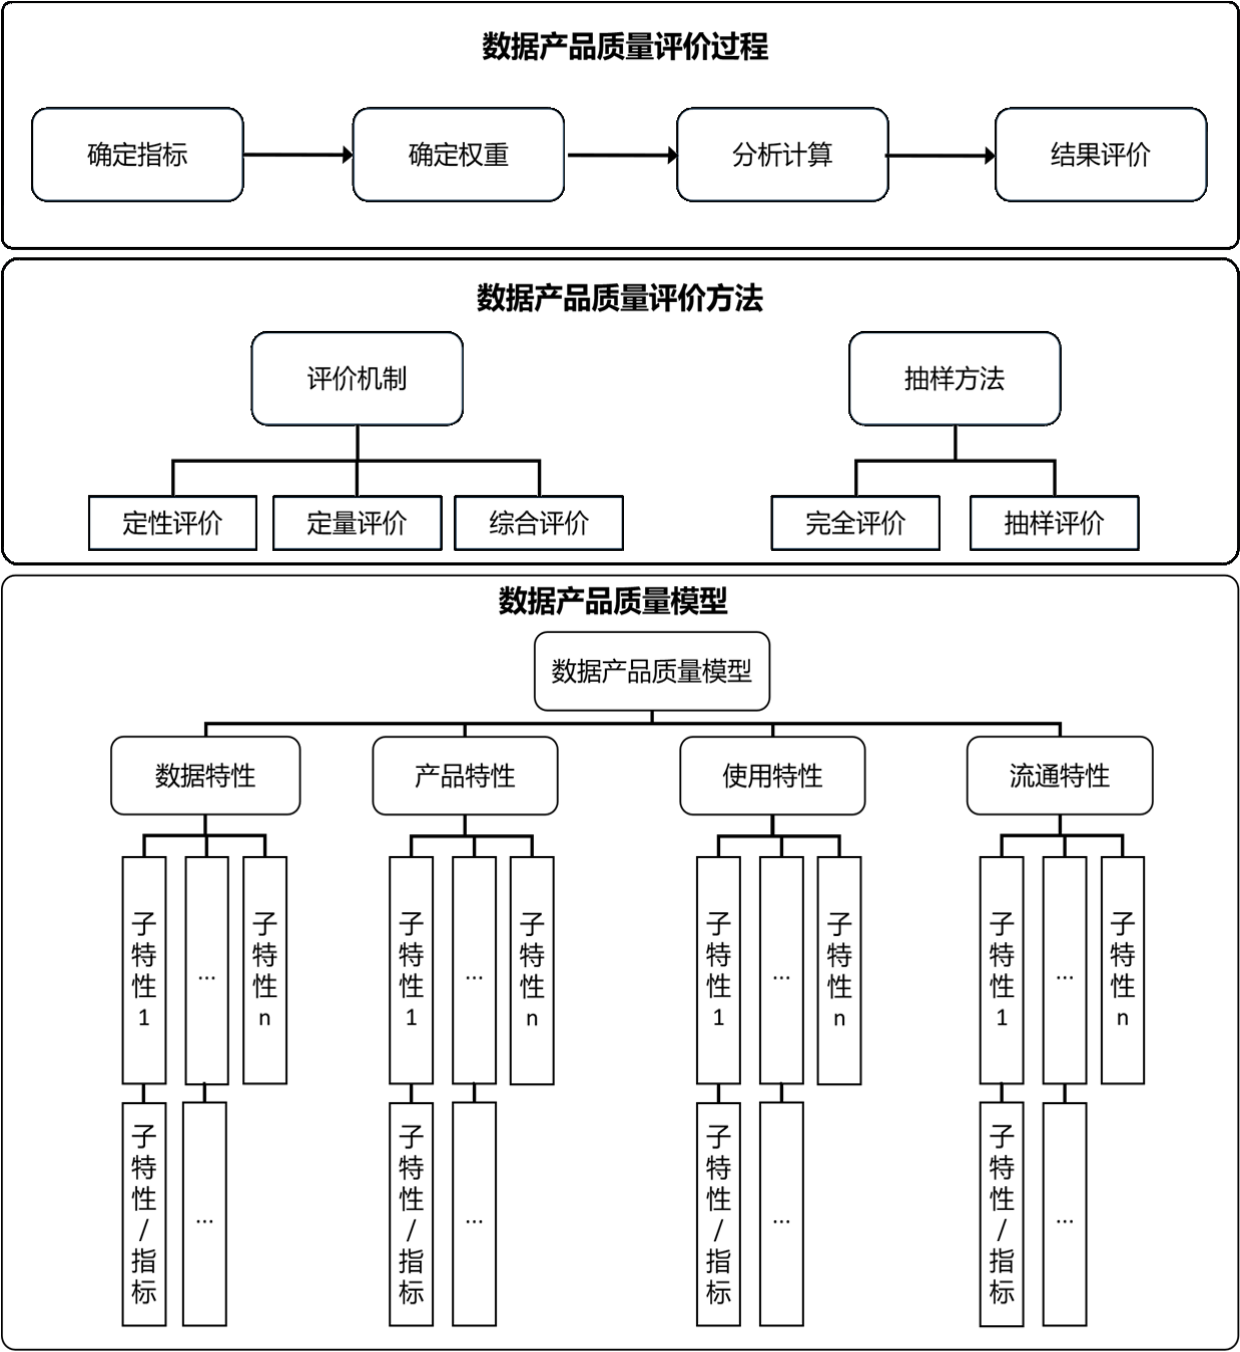 数据产品质量评价过程
确定指标
确定权重
分析计算
结果评价
数据产品质量评价方法
评价机制
抽样方法
定性评价
定量评价
综合评价
完全评价
抽样评价
数据产品质量模型
数据产品质量模型
数据特性
产品特性
使用特性
流通特性
子特性1
...
子特性n
子特性1
...
子特性n
子特性1
...
子特性n
子特性1
...
子特性n
子特性/指标
...
子特性/指标
...
子特性/指标
...
子特性/指标
...